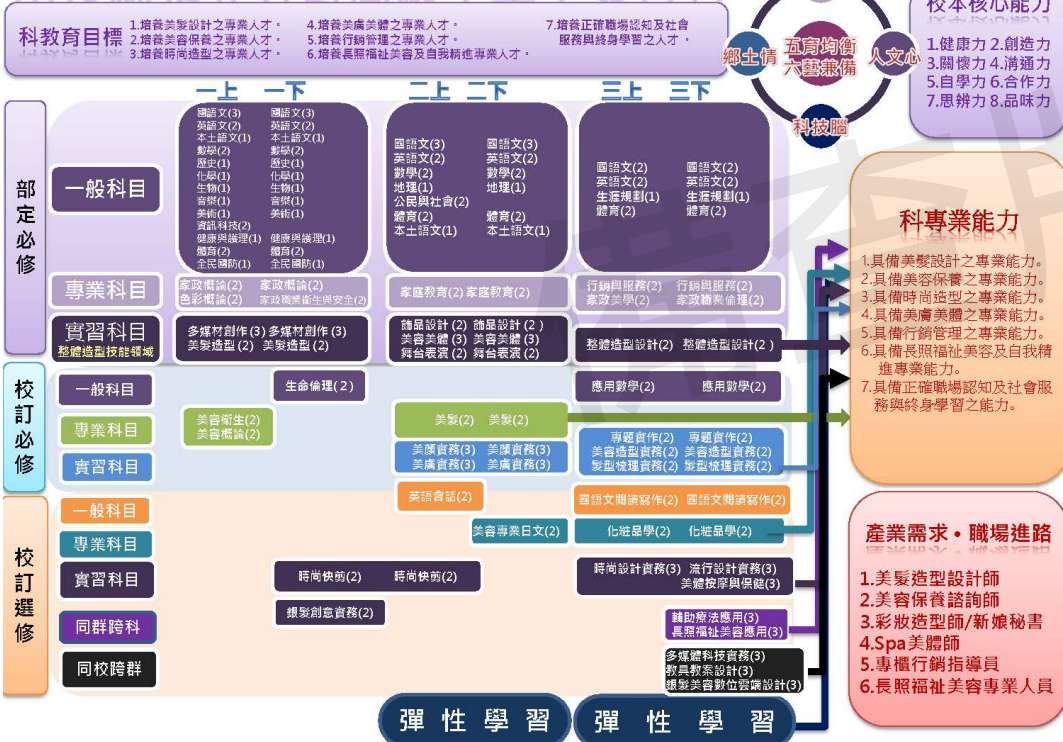 科教育目標
1.培養美髮設計之專業人才。
2.培養美容保養之專業人才。
3.培養時尚造型之專業人才。
4.培養美膚美體之專業人才。
5.培養行銷管理之專業人才。
6.培養長照福祉美容及自我精進專業人才。
7.培養正確職場認知及社會
服務與終身學習之人才。
鄉土情
五育均衡
六藝兼備
人文心
科技腦
校本核心能力
1.健康力 2.創造力
3.關懷力 4.溝通力
5.自學力 6.合作力
7.思辨力 8.品味力
一上 一下 二上 二下 三上 三下
部定必修
一般科目
國語文(3) 國語文(3)
英語文(2) 英語文(2)
本土語文(1) 本土語文(1)
數學(2) 數學(2)
歷史(1) 歷史(1)
化學(1) 化學(1)
生物(1) 生物(1)
音樂(1) 音樂(1)
美術(1) 美術(1)
資訊科技(2)
健康與護理(1) 健康與護理(1)
體育(2) 體育(2)
全民國防(1) 全民國防(1)
國語文(3) 國語文(3)
英語文(2) 英語文(2)
數學(2) 數學(2)
地理(1) 地理(1)
公民與社會(2)
體育(2) 體育(2)
本土語文(1) 本土語文(1)
國語文(2) 國語文(2)
英語文(2) 英語文(2)
生涯規劃(1) 生涯規劃(1)
體育(2) 體育(2)
專業科目
家政概論(2) 家政概論(2)
色彩概論(2) 家政職業衛生與安全(2)
家庭教育(2) 家庭教育(2)
行銷與服務(2) 行銷與服務(2)
家政美學(2) 家政職業倫理(2)
實習科目
整體造型技能領域
多媒材創作(3) 多媒材創作(3)
美髮造型(2) 美髮造型(2)
飾品設計(2) 飾品設計(2)
美容美體(3) 美容美體(3)
舞台表演(2) 舞台表演(2)
整體造型設計(2) 整體造型設計(2)
校訂必修
一般科目
生命倫理(2)
應用數學(2) 應用數學(2)
專業科目
美容衛生(2)
美容概論(2)
美髮(2) 美髮(2)
實習科目
美顏實務(3) 美顏實務(3)
美膚實務(3) 美膚實務(3)
專題實作(2) 專題實作(2)
美容造型實務(2) 美容造型實務(2)
髮型梳理實務(2) 髮型梳理實務(2)
校訂選修
一般科目
英語會話(2)
國語文閱讀寫作(2) 國語文閱讀寫作(2)
專業科目
美容專業日文(2)
化粧品學(2) 化粧品學(2)
實習科目
時尚快剪(2) 時尚快剪(2)
時尚設計實務(3) 流行設計實務(3)
美體按摩與保健(3)
銀髮創意實務(2)
同群跨科
輔助療法應用(3)
長照福祉美容應用(3)
同校跨群
多媒體科技實務(3)
教具教案設計(3)
銀髮美容數位雲端設計(3)
彈性學習 彈性學習
科專業能力
1.具備美髮設計之專業能力。
2.具備美容保養之專業能力。
3.具備時尚造型之專業能力。
4.具備美膚美體之專業能力。
5.具備行銷管理之專業能力。
6.具備長照福祉美容及自我精
進專業能力。
7.具備正確職場認知及社會服
務與終身學習之能力。
產業需求・職場進路
1.美髮造型設計師
2.美容保養諮詢師
3.彩妝造型師/新娘秘書
4.Spa美體師
5.專櫃行銷指導員
6.長照福祉美容專業人員